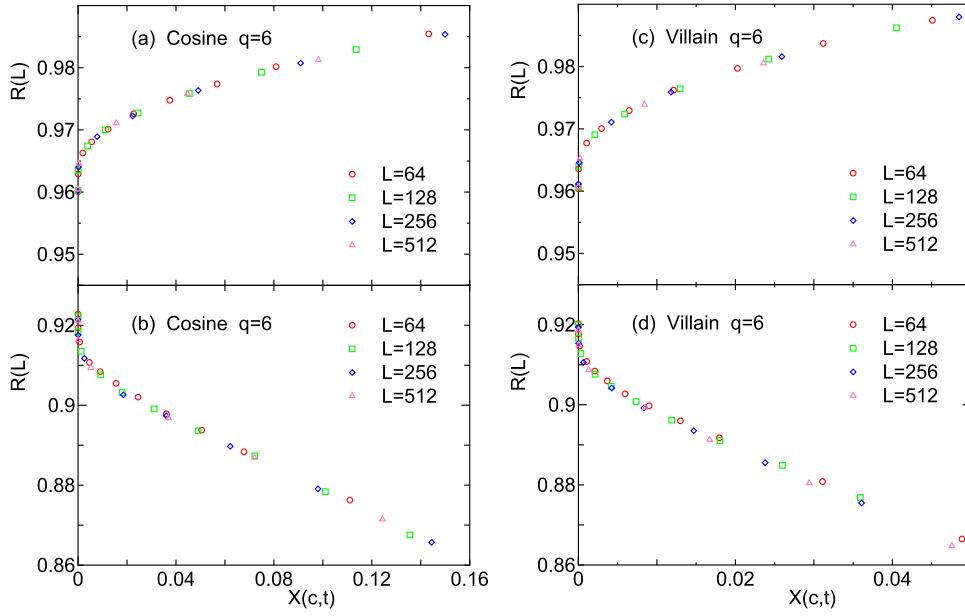 (a) Cosine q=6
R(L)
0.98
0.97
0.96
0.95
L=64
L=128
L=256
L=512
(b) Cosine q=6
R(L)
0.92
0.9
0.88
0.86
L=64
L=128
L=256
L=512
0 0.04 0.08 0.12 0.16
X(c,t)
(c) Villain q=6
R(L)
0.98
0.97
0.96
0.95
L=64
L=128
L=256
L=512
(d) Villain q=6
R(L)
0.92
0.9
0.88
0.86
L=64
L=128
L=256
L=512
0 0.02 0.04
X(c,t)